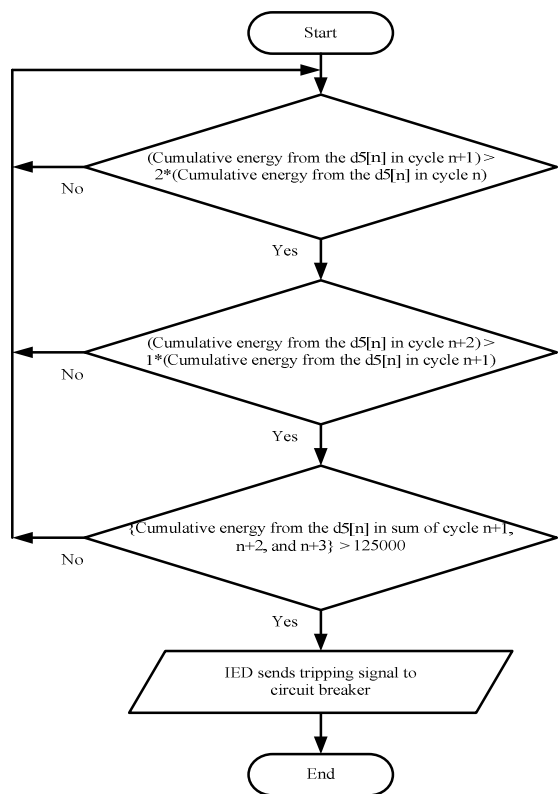 Start
(Cumulative energy from the d5[n] in cycle n+1) >
2*(Cumulative energy from the d5[n] in cycle n)
No
Yes
(Cumulative energy from the d5[n] in cycle n+2) >
1*(Cumulative energy from the d5[n] in cycle n+1)
No
Yes
{Cumulative energy from the d5[n] in sum of cycle n+1,
n+2, and n+3} > 125000
No
Yes
IED sends tripping signal to
circuit breaker
End